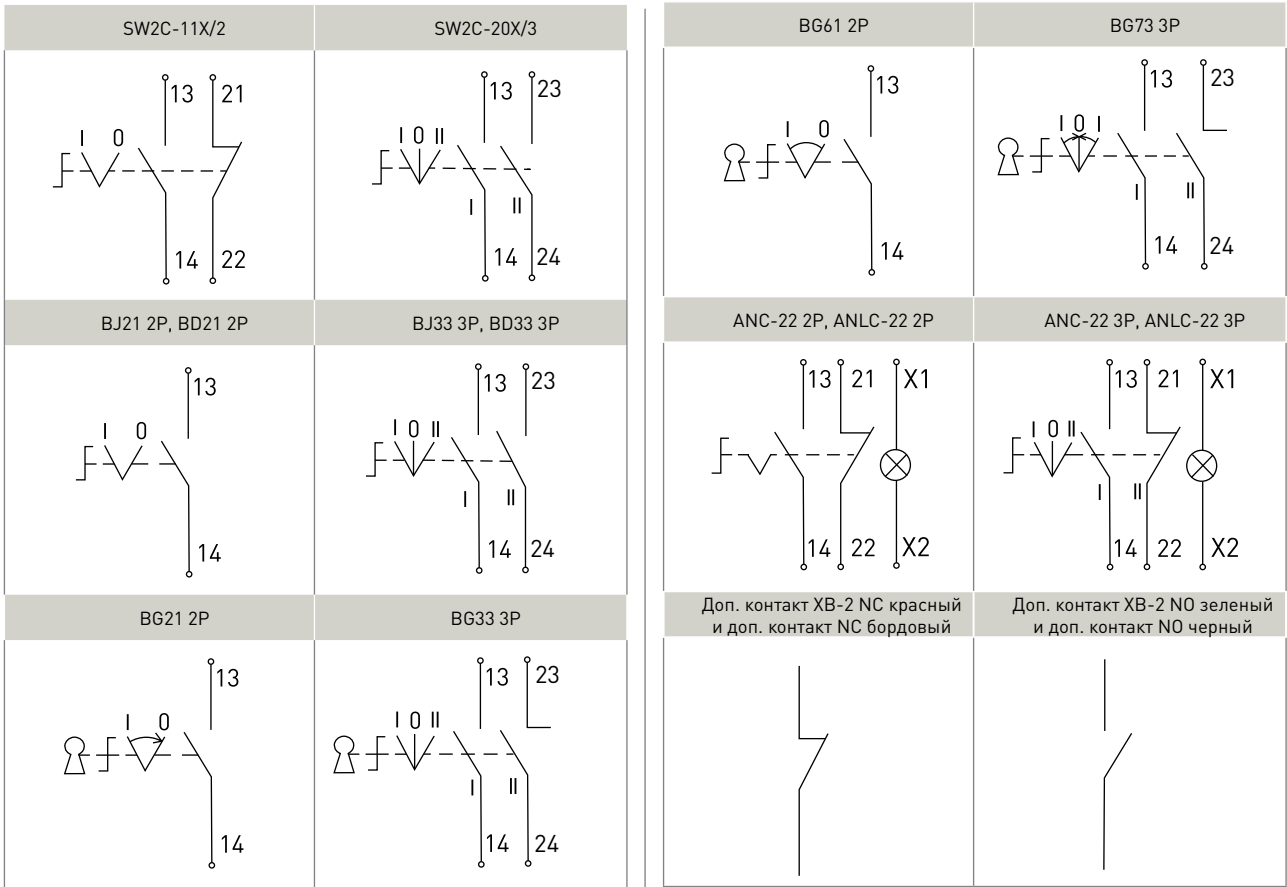 SW2C-11X/2
SW2C-20X/3
13 21
I 0
14 22
13 23
I 0 II
I II
14 24
BJ21 2P, BD21 2P
BJ33 3P, BD33 3P
13
I 0
14
13 23
I 0 II
I II
14 24
BG21 2P
BG33 3P
13
I 0
14
13 23
I 0 II
I II
14 24
BG61 2P
BG73 3P
13
I 0
14
13 23
I 0 I
I II
14 24
ANC-22 2P, ANLC-22 2P
ANC-22 3P, ANLC-22 3P
13 21 X1
14 22 X2
13 21 X1
I 0 II
I II
14 22 X2
Доп. контакт XB-2 NC красный
и доп. контакт NC бордовый
Доп. контакт XB-2 NO зеленый
и доп. контакт NO черный